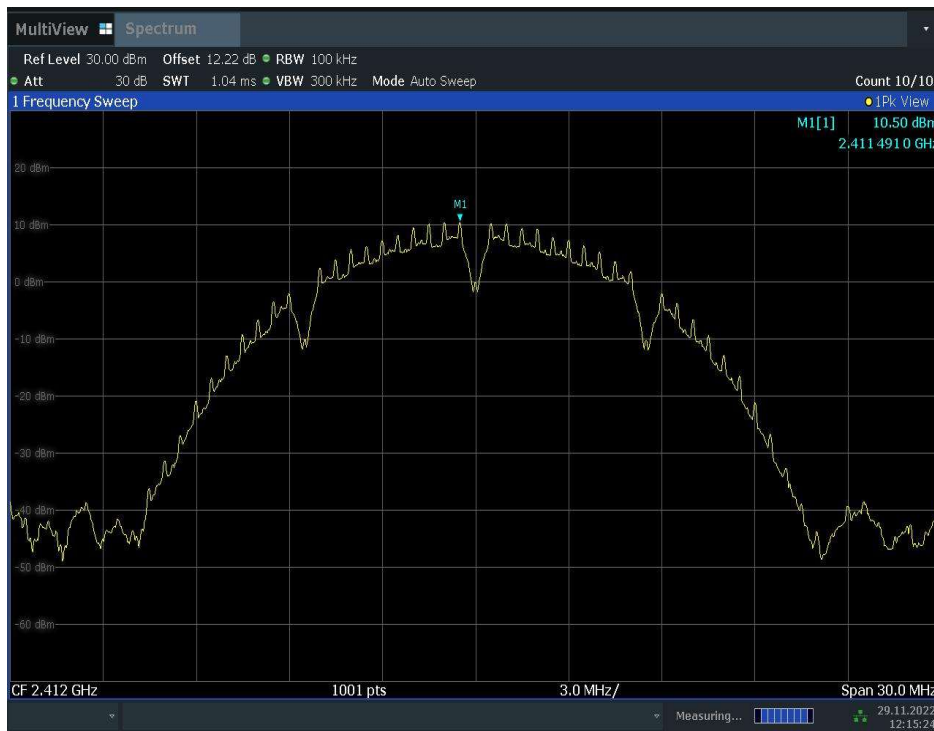 MultiView Spectrum
Ref Level 30.00 dBm Offset 12.22 dB RBW 100 kHz
Att 30 dB SWT 1.04 ms VBW 300 kHz Mode Auto Sweep Count 10/10
1 Frequency Sweep 1Pk View
M1[1] 10.50 dBm
2.4114910 GHz
20 dBm
M1
10 dBm
0 dBm
-10 dBm
-20 dBm
-30 dBm
-40 dBm
-50 dBm
-60 dBm
CF 2.412 GHz 1001 pts 3.0 MHz/ Span 30.0 MHz
Measuring... 29.11.2022
12:15:24